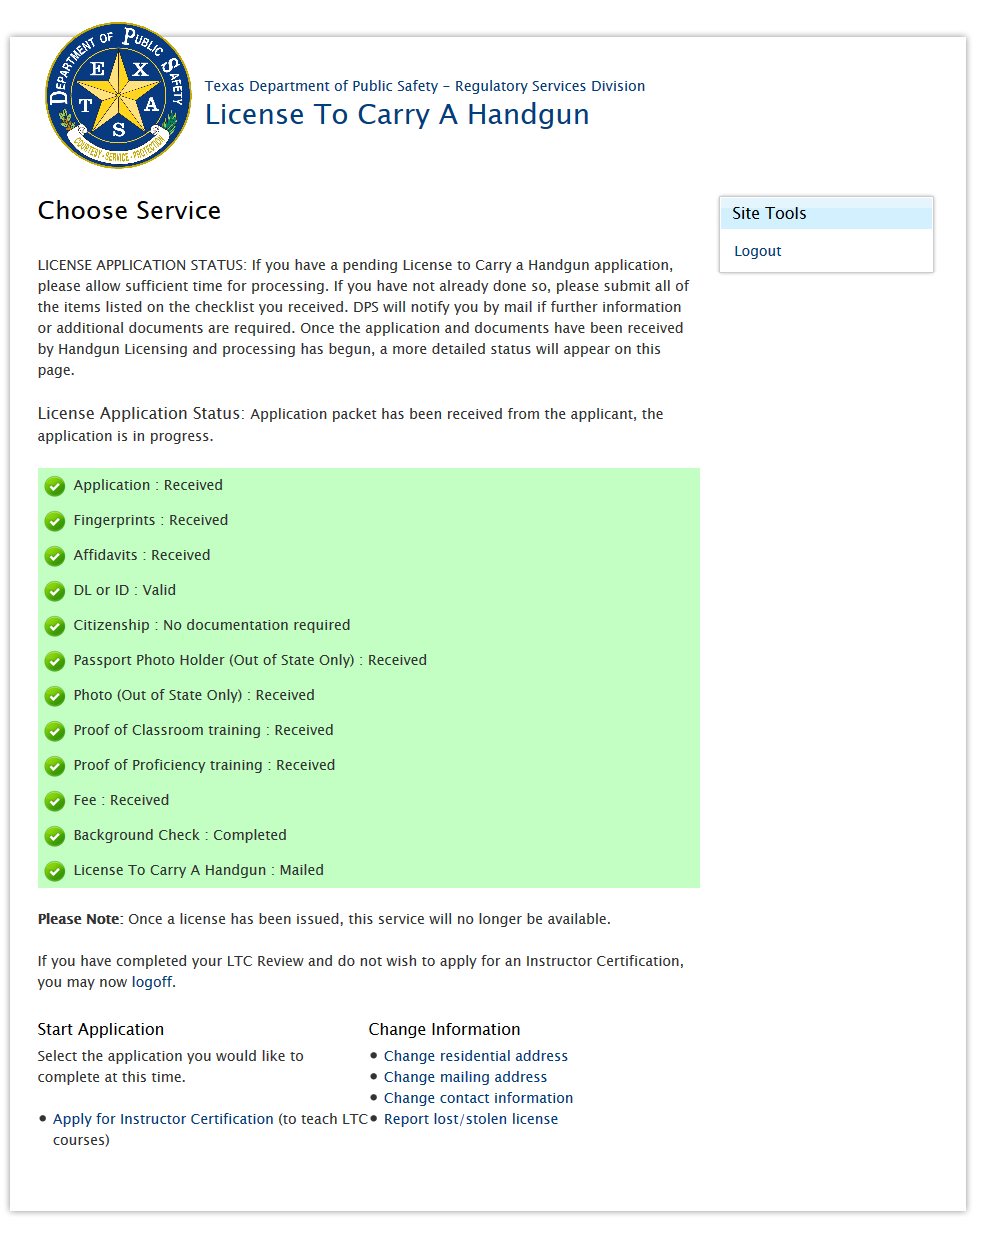 DEPARTMENT OF PUBLIC SAFETY
TEXAS
COURTESY - SERVICE - PROTECTION
Texas Department of Public Safety – Regulatory Services Division
License To Carry A Handgun
Choose Service
LICENSE APPLICATION STATUS: If you have a pending License to Carry a Handgun application,
please allow sufficient time for processing. If you have not already done so, please submit all of
the items listed on the checklist you received. DPS will notify you by mail if further information
or additional documents are required. Once the application and documents have been received
by Handgun Licensing and processing has begun, a more detailed status will appear on this
page.
License Application Status: Application packet has been received from the applicant, the
application is in progress.
Application : Received
Fingerprints : Received
Affidavits : Received
DL or ID : Valid
Citizenship : No documentation required
Passport Photo Holder (Out of State Only) : Received
Photo (Out of State Only) : Received
Proof of Classroom training : Received
Proof of Proficiency training : Received
Fee : Received
Background Check : Completed
License To Carry A Handgun : Mailed
Please Note: Once a license has been issued, this service will no longer be available.
If you have completed your LTC Review and do not wish to apply for an Instructor Certification,
you may now logoff.
Start Application
Select the application you would like to
complete at this time.
• Apply for Instructor Certification (to teach LTC
courses)
Change Information
• Change residential address
• Change mailing address
• Change contact information
• Report lost/stolen license
Site Tools
Logout